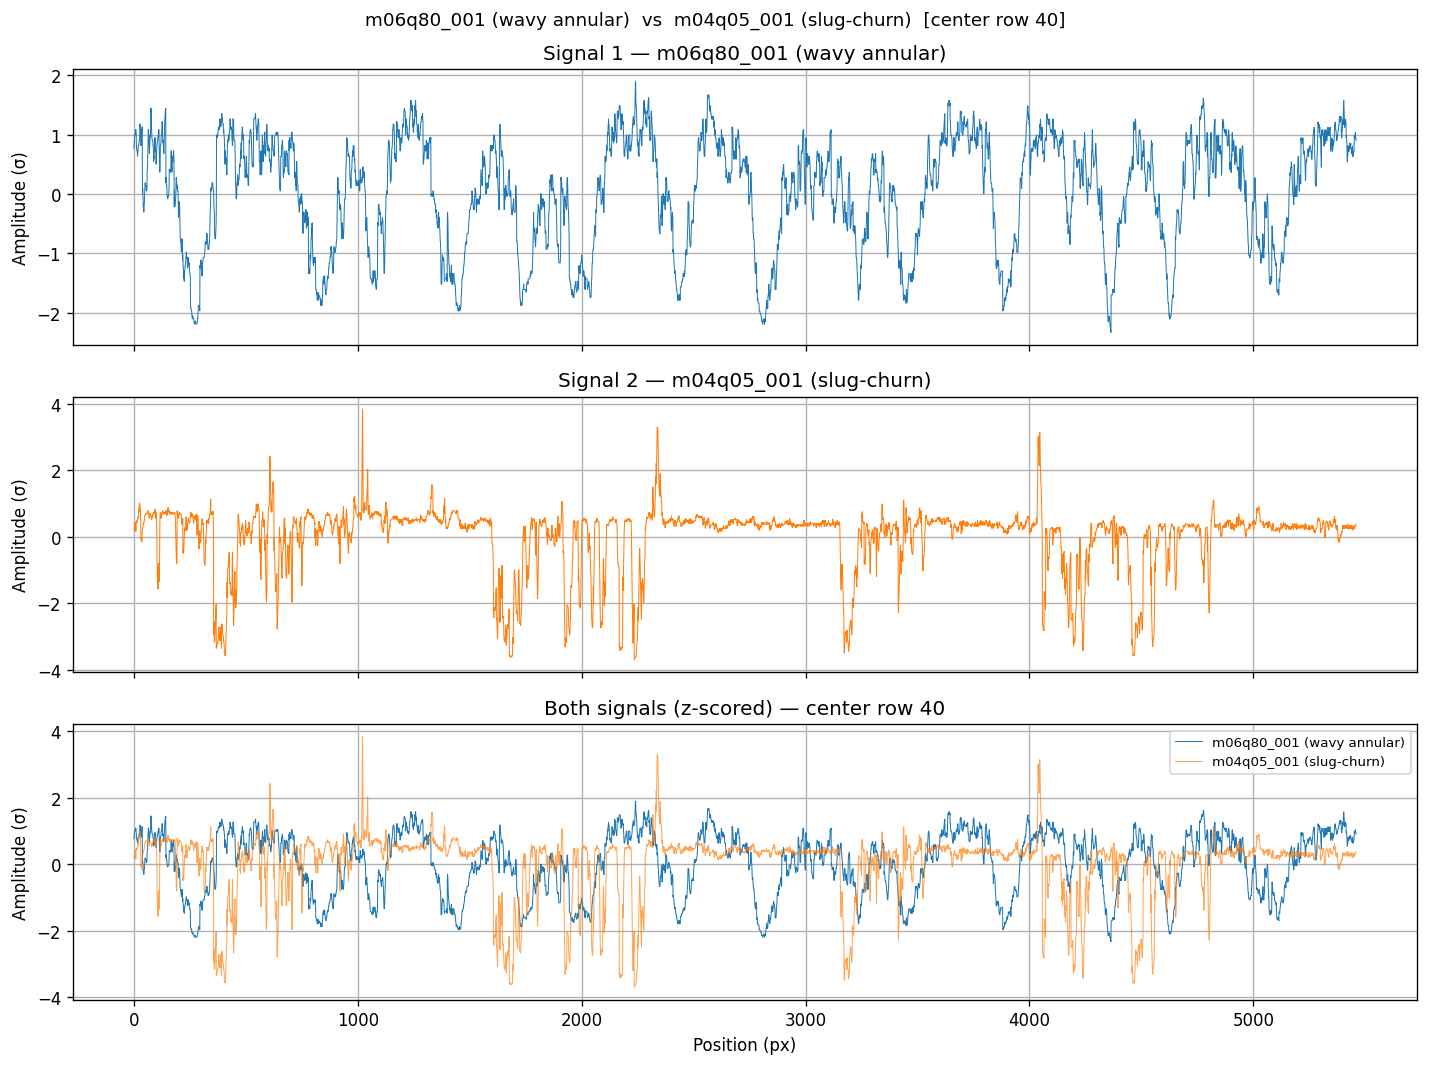 m06q80_001 (wavy annular)  vs  m04q05_001 (slug-churn)  [center row 40]
Signal 1 — m06q80_001 (wavy annular)
2
1
0
−1
−2
Amplitude (σ)
Signal 2 — m04q05_001 (slug-churn)
4
2
0
−2
−4
Amplitude (σ)
Both signals (z-scored) — center row 40
4
2
0
−2
−4
Amplitude (σ)
m06q80_001 (wavy annular)
m04q05_001 (slug-churn)
0 1000 2000 3000 4000 5000
Position (px)